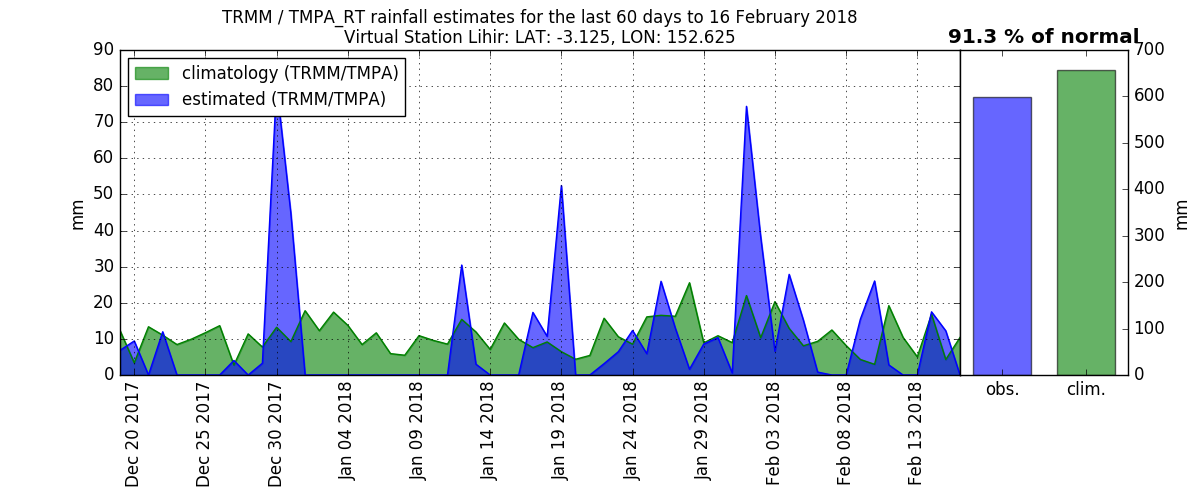 TRMM / TMPA_RT rainfall estimates for the last 60 days to 16 February 2018
Virtual Station Lihir: LAT: -3.125, LON: 152.625
91.3 % of normal
climatology (TRMM/TMPA)
estimated (TRMM/TMPA)
90
80
70
60
50
40
30
20
10
0
mm
Dec 20 2017
Dec 25 2017
Dec 30 2017
Jan 04 2018
Jan 09 2018
Jan 14 2018
Jan 19 2018
Jan 24 2018
Jan 29 2018
Feb 03 2018
Feb 08 2018
Feb 13 2018
obs.
clim.
700
600
500
400
300
200
100
0
mm